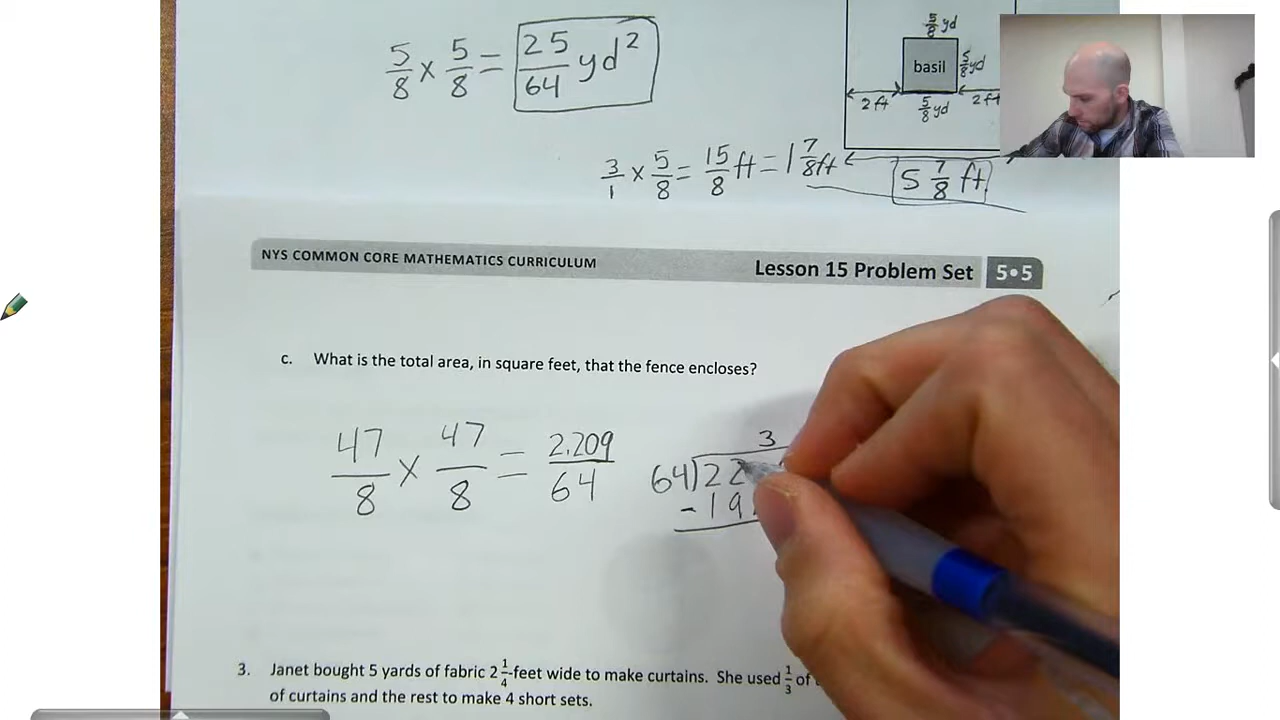 5/8 yd
5/8 × 5/8 = 25/64 yd²
basil
5/8 yd
2 ft
5/8 yd
2 ft
3/1 × 5/8 = 15/8 ft = 1 7/8 ft
5 7/8 ft
NYS COMMON CORE MATHEMATICS CURRICULUM
Lesson 15 Problem Set 5•5
c. What is the total area, in square feet, that the fence encloses?
47/8 × 47/8 = 2,209/64
3
64)22
- 19
3. Janet bought 5 yards of fabric 2 1/4-feet wide to make curtains. She used 1/3 of
of curtains and the rest to make 4 short sets.